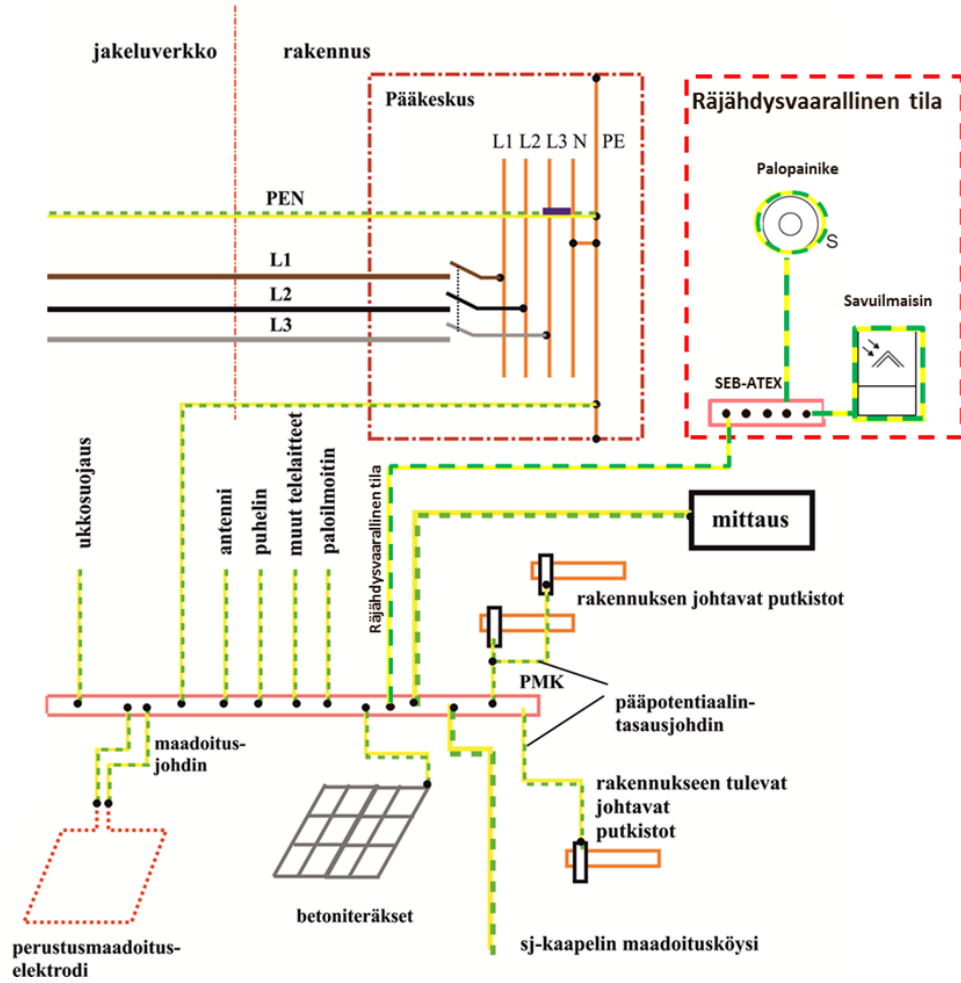 jakeluverkko
rakennus
Pääkeskus
L1 L2 L3 N PE
PEN
L1
L2
L3
Räjähdysvaarallinen tila
Palopainike
S
Savuilmaisin
SEB-ATEX
ukkosuojaus
antenni
puhelin
muut telelaitteet
paloilmoitin
Räjähdysvaarallinen tila
mittaus
rakennuksen johtavat putkistot
PMK
pääpotentiaalin-
tasausjohdin
maadoitus-
johdin
rakennukseen tulevat
johtavat
putkistot
betoniteräkset
perustusmaadoitus-
elektrodi
sj-kaapelin maadoitusköysi